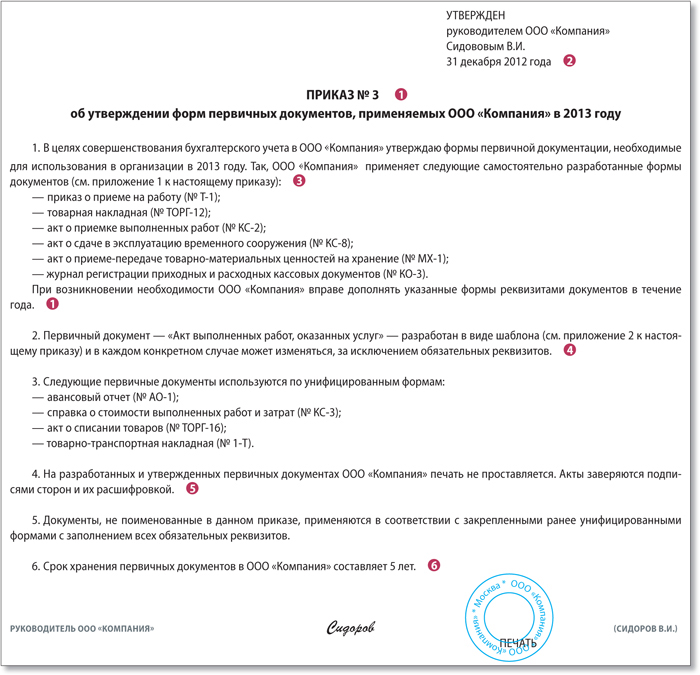 УТВЕРЖДЕН
руководителем ООО «Компания»
Сидововым В.И.
31 декабря 2012 года 2
ПРИКАЗ № 3 1
об утверждении форм первичных документов, применяемых ООО «Компания» в 2013 году
1. В целях совершенствования бухгалтерского учета в ООО «Компания» утверждаю формы первичной документации, необходимые
для использования в организации в 2013 году. Так, ООО «Компания» применяет следующие самостоятельно разработанные формы
документов (см. приложение 1 к настоящему приказу): 3
— приказ о приеме на работу (№ Т-1);
— товарная накладная (№ ТОРГ-12);
— акт о приемке выполненных работ (№ КС-2);
— акт о сдаче в эксплуатацию временного сооружения (№ КС-8);
— акт о приеме-передаче товарно-материальных ценностей на хранение (№ МХ-1);
— журнал регистрации приходных и расходных кассовых документов (№ КО-3).
При возникновении необходимости ООО «Компания» вправе дополнять указанные формы реквизитами документов в течение
года. 1
2. Первичный документ — «Акт выполненных работ, оказанных услуг» — разработан в виде шаблона (см. приложение 2 к настоя-
щему приказу) и в каждом конкретном случае может изменяться, за исключением обязательных реквизитов. 4
3. Следующие первичные документы используются по унифицированным формам:
— авансовый отчет (№ АО-1);
— справка о стоимости выполненных работ и затрат (№ КС-3);
— акт о списании товаров (№ ТОРГ-16);
— товарно-транспортная накладная (№ 1-Т).
4. На разработанных и утвержденных первичных документах ООО «Компания» печать не проставляется. Акты заверяются подпи-
сями сторон и их расшифровкой. 5
5. Документы, не поименованные в данном приказе, применяются в соответствии с закрепленными ранее унифицированными
формами с заполнением всех обязательных реквизитов.
6. Срок хранения первичных документов в ООО «Компания» составляет 5 лет. 6
РУКОВОДИТЕЛЬ ООО «КОМПАНИЯ» Сидоров (СИДОРОВ В.И.)
* Москва * ООО «Компания» ООО «Компания»
ПЕЧАТЬ